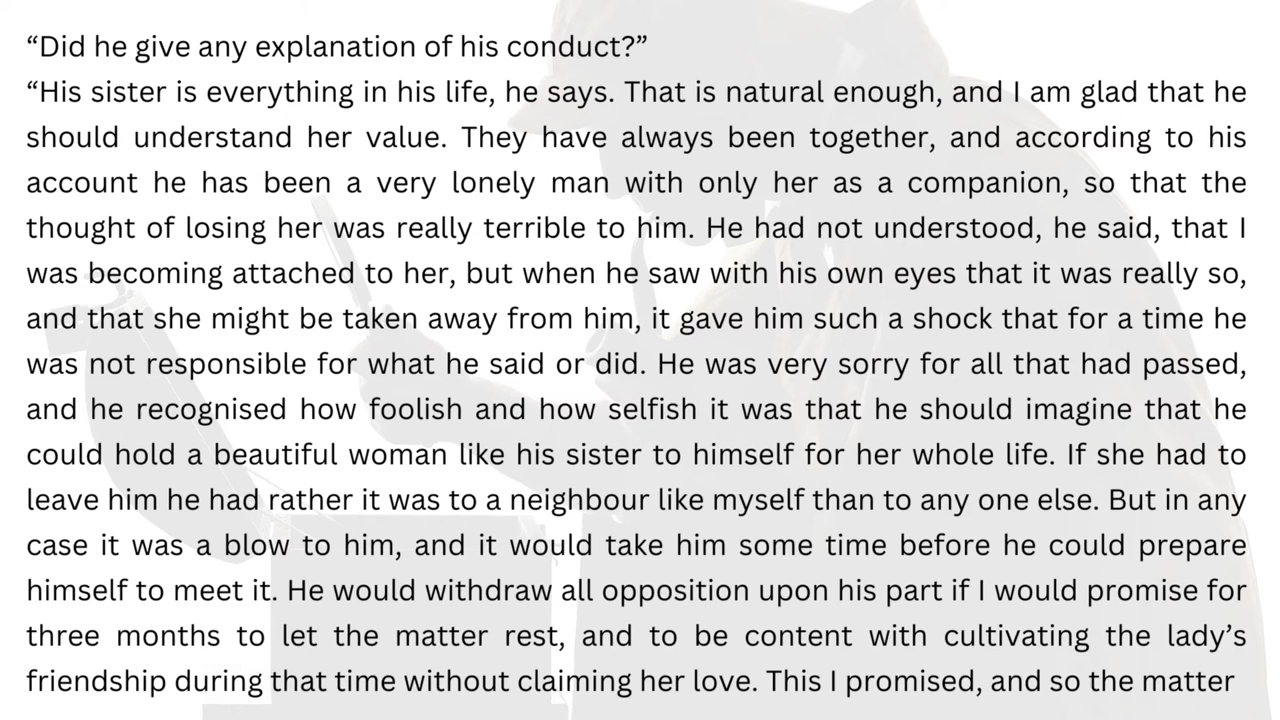 “Did he give any explanation of his conduct?”
“His sister is everything in his life, he says. That is natural enough, and I am glad that he
should understand her value. They have always been together, and according to his
account he has been a very lonely man with only her as a companion, so that the
thought of losing her was really terrible to him. He had not understood, he said, that I
was becoming attached to her, but when he saw with his own eyes that it was really so,
and that she might be taken away from him, it gave him such a shock that for a time he
was not responsible for what he said or did. He was very sorry for all that had passed,
and he recognised how foolish and how selfish it was that he should imagine that he
could hold a beautiful woman like his sister to himself for her whole life. If she had to
leave him he had rather it was to a neighbour like myself than to any one else. But in any
case it was a blow to him, and it would take him some time before he could prepare
himself to meet it. He would withdraw all opposition upon his part if I would promise for
three months to let the matter rest, and to be content with cultivating the lady’s
friendship during that time without claiming her love. This I promised, and so the matter